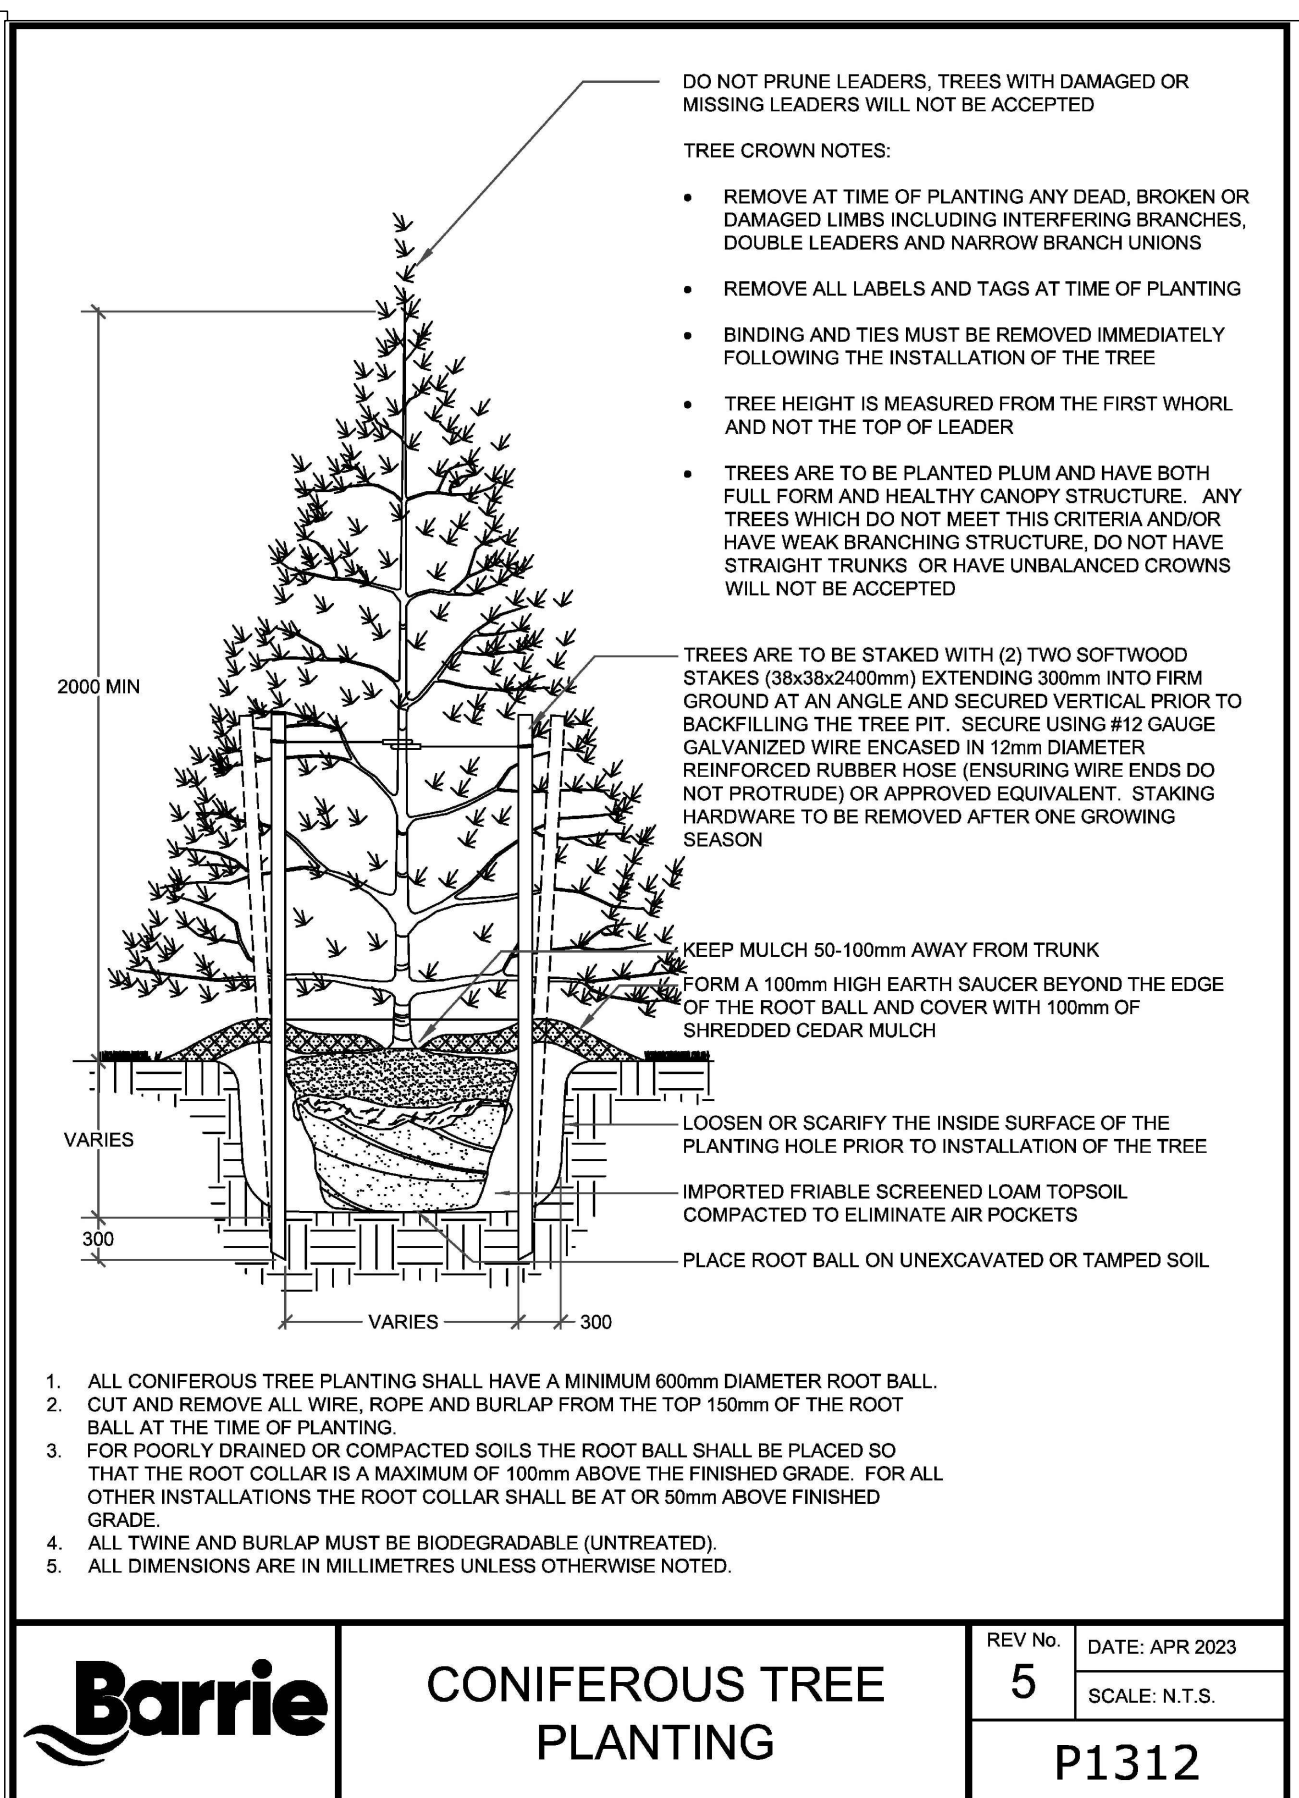 DO NOT PRUNE LEADERS, TREES WITH DAMAGED OR
MISSING LEADERS WILL NOT BE ACCEPTED
TREE CROWN NOTES:
• REMOVE AT TIME OF PLANTING ANY DEAD, BROKEN OR
DAMAGED LIMBS INCLUDING INTERFERING BRANCHES,
DOUBLE LEADERS AND NARROW BRANCH UNIONS
• REMOVE ALL LABELS AND TAGS AT TIME OF PLANTING
• BINDING AND TIES MUST BE REMOVED IMMEDIATELY
FOLLOWING THE INSTALLATION OF THE TREE
• TREE HEIGHT IS MEASURED FROM THE FIRST WHORL
AND NOT THE TOP OF LEADER
• TREES ARE TO BE PLANTED PLUM AND HAVE BOTH
FULL FORM AND HEALTHY CANOPY STRUCTURE. ANY
TREES WHICH DO NOT MEET THIS CRITERIA AND/OR
HAVE WEAK BRANCHING STRUCTURE, DO NOT HAVE
STRAIGHT TRUNKS OR HAVE UNBALANCED CROWNS
WILL NOT BE ACCEPTED
TREES ARE TO BE STAKED WITH (2) TWO SOFTWOOD
STAKES (38x38x2400mm) EXTENDING 300mm INTO FIRM
GROUND AT AN ANGLE AND SECURED VERTICAL PRIOR TO
BACKFILLING THE TREE PIT. SECURE USING #12 GAUGE
GALVANIZED WIRE ENCASED IN 12mm DIAMETER
REINFORCED RUBBER HOSE (ENSURING WIRE ENDS DO
NOT PROTRUDE) OR APPROVED EQUIVALENT. STAKING
HARDWARE TO BE REMOVED AFTER ONE GROWING
SEASON
2000 MIN
KEEP MULCH 50-100mm AWAY FROM TRUNK
FORM A 100mm HIGH EARTH SAUCER BEYOND THE EDGE
OF THE ROOT BALL AND COVER WITH 100mm OF
SHREDDED CEDAR MULCH
VARIES
LOOSEN OR SCARIFY THE INSIDE SURFACE OF THE
PLANTING HOLE PRIOR TO INSTALLATION OF THE TREE
IMPORTED FRIABLE SCREENED LOAM TOPSOIL
COMPACTED TO ELIMINATE AIR POCKETS
300
PLACE ROOT BALL ON UNEXCAVATED OR TAMPED SOIL
VARIES
300
1. ALL CONIFEROUS TREE PLANTING SHALL HAVE A MINIMUM 600mm DIAMETER ROOT BALL.
2. CUT AND REMOVE ALL WIRE, ROPE AND BURLAP FROM THE TOP 150mm OF THE ROOT
BALL AT THE TIME OF PLANTING.
3. FOR POORLY DRAINED OR COMPACTED SOILS THE ROOT BALL SHALL BE PLACED SO
THAT THE ROOT COLLAR IS A MAXIMUM OF 100mm ABOVE THE FINISHED GRADE. FOR ALL
OTHER INSTALLATIONS THE ROOT COLLAR SHALL BE AT OR 50mm ABOVE FINISHED
GRADE.
4. ALL TWINE AND BURLAP MUST BE BIODEGRADABLE (UNTREATED).
5. ALL DIMENSIONS ARE IN MILLIMETRES UNLESS OTHERWISE NOTED.
Barrie
CONIFEROUS TREE
PLANTING
REV No.
5
DATE: APR 2023
SCALE: N.T.S.
P1312